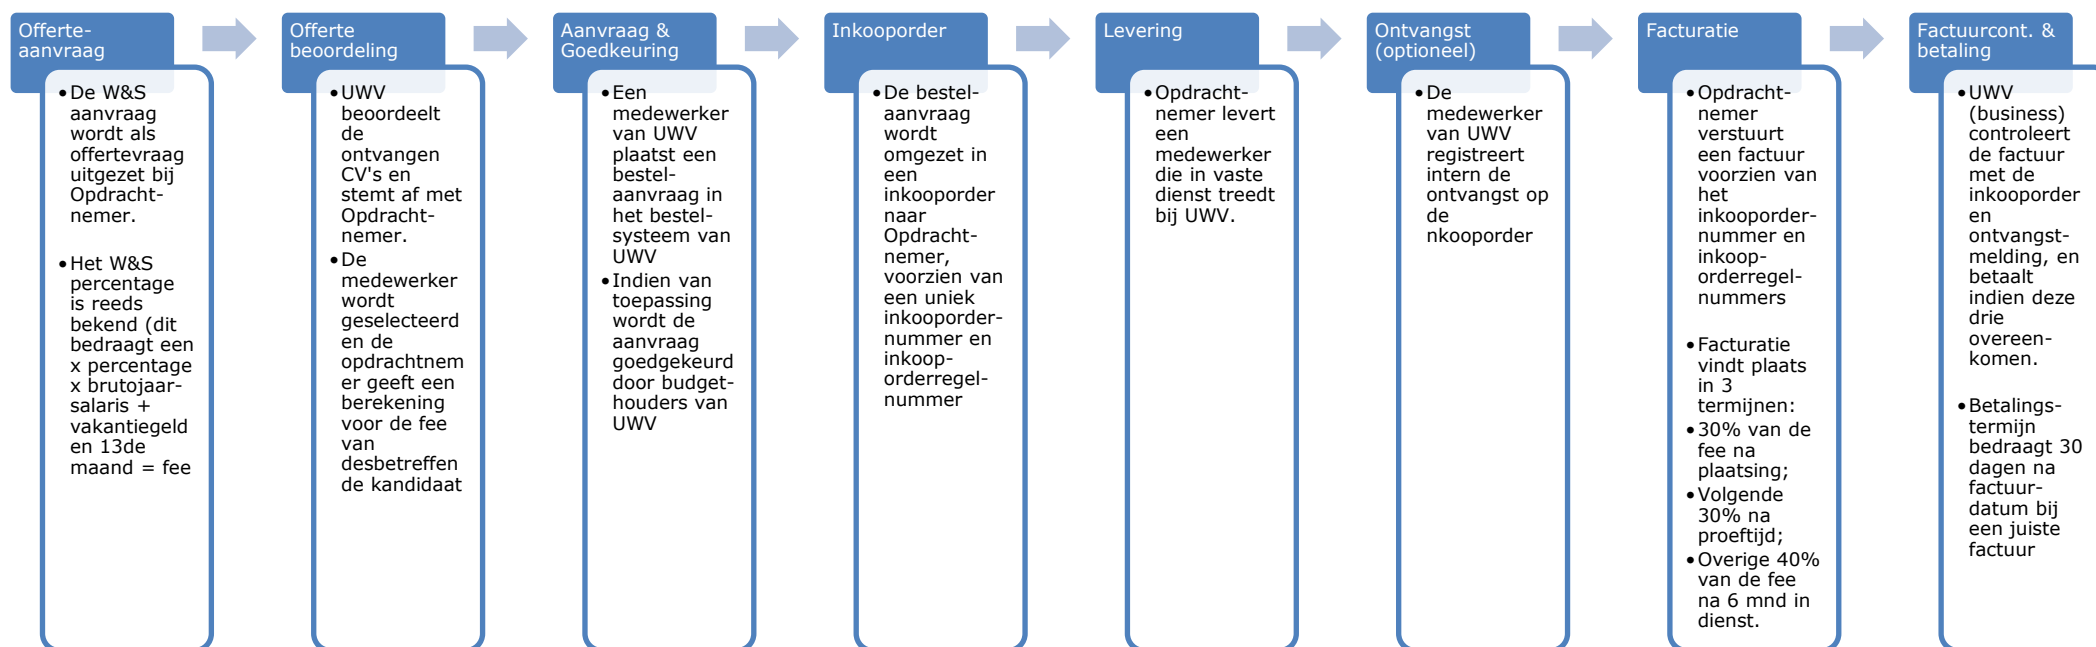 Offerte-
aanvraag
•De W&S
aanvraag
wordt als
offertevraag
uitgezet bij
Opdracht-
nemer.
•Het W&S
percentage
is reeds
bekend (dit
bedraagt een
x percentage
x brutojaar-
salaris +
vakantiegeld
en 13de
maand = fee
Offerte
beoordeling
•UWV
beoordeelt
de
ontvangen
CV's en
stemt af met
Opdracht-
nemer.
•De
medewerker
wordt
geselecteerd
en de
opdrachtnem
er geeft een
berekening
voor de fee
van
desbetreffen
de kandidaat
Aanvraag &
Goedkeuring
•Een
medewerker
van UWV
plaatst een
bestel-
aanvraag in
het bestel-
systeem van
UWV
•Indien van
toepassing
wordt de
aanvraag
goedgekeurd
door budget-
houders van
UWV
Inkooporder
•De bestel-
aanvraag
wordt
omgezet in
een
inkooporder
naar
Opdracht-
nemer,
voorzien van
een uniek
inkooporder-
nummer en
inkoop-
orderregel-
nummer
Levering
•Opdracht-
nemer levert
een
medewerker
die in vaste
dienst treedt
bij UWV.
Ontvangst
(optioneel)
•De
medewerker
van UWV
registreert
intern de
ontvangst op
de
nkooporder
Facturatie
•Opdracht-
nemer
verstuurt
een factuur
voorzien van
het
inkooporder-
nummer en
inkoop-
orderregel-
nummers
•Facturatie
vindt plaats
in 3
termijnen:
•30% van de
fee na
plaatsing;
•Volgende
30% na
proeftijd;
•Overige 40%
van de fee
na 6 mnd in
dienst.
Factuurcont. &
betaling
•UWV
(business)
controleert
de factuur
met de
inkooporder
en
ontvangst-
melding, en
betaalt
indien deze
drie
overeen-
komen.
•Betalings-
termijn
bedraagt 30
dagen na
factuur-
datum bij
een juiste
factuur